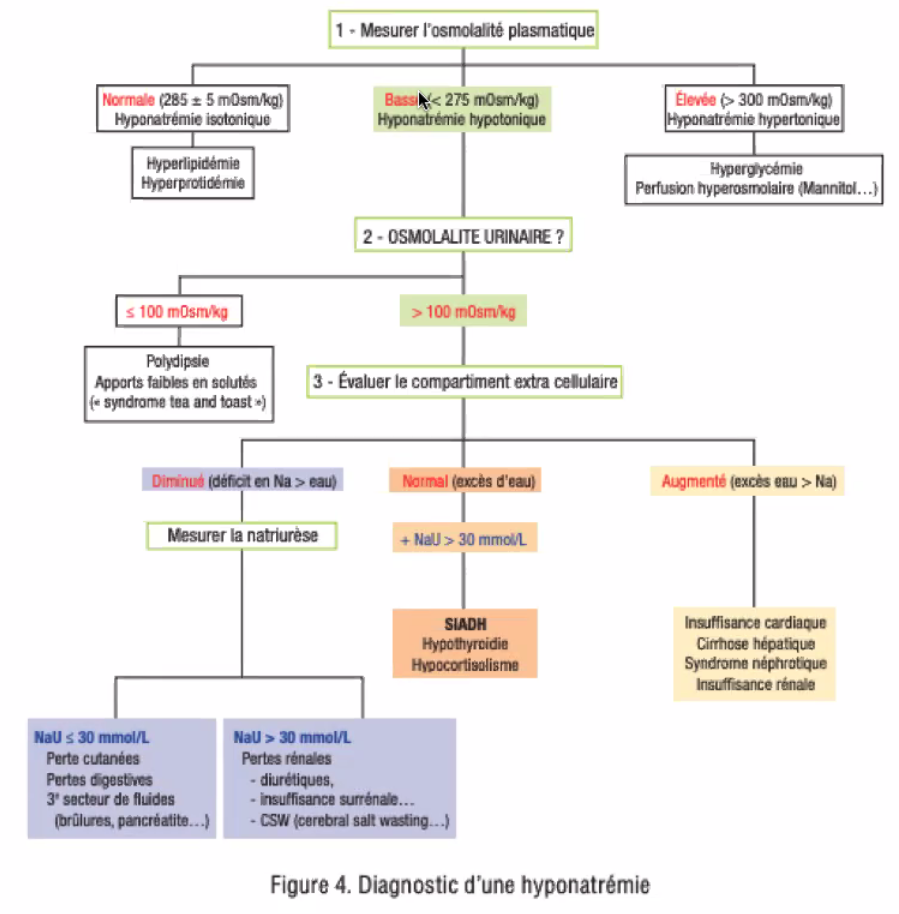 1 - Mesurer l'osmolalité plasmatique
Normale (285 ± 5 mOsm/kg)
Hyponatrémie isotonique
Basse (< 275 mOsm/kg)
Hyponatrémie hypotonique
Élevée (> 300 mOsm/kg)
Hyponatrémie hypertonique
Hyperlipidémie
Hyperprotidémie
Hyperglycémie
Perfusion hyperosmolaire (Mannitol…)
2 - OSMOLALITE URINAIRE ?
≤ 100 mOsm/kg
> 100 mOsm/kg
Polydipsie
Apports faibles en solutés
(« syndrome tea and toast »)
3 - Évaluer le compartiment extra cellulaire
Diminué (déficit en Na > eau)
Normal (excès d'eau)
Augmenté (excès eau > Na)
Mesurer la natriurèse
+ NaU > 30 mmol/L
SIADH
Hypothyroidie
Hypocortisolisme
Insuffisance cardiaque
Cirrhose hépatique
Syndrome néphrotique
Insuffisance rénale
NaU ≤ 30 mmol/L
Perte cutanées
Pertes digestives
3e secteur de fluides
(brûlures, pancréatite…)
NaU > 30 mmol/L
Pertes rénales
- diurétiques,
- insuffisance surrénale…
- CSW (cerebral salt wasting…)
Figure 4. Diagnostic d'une hyponatrémie